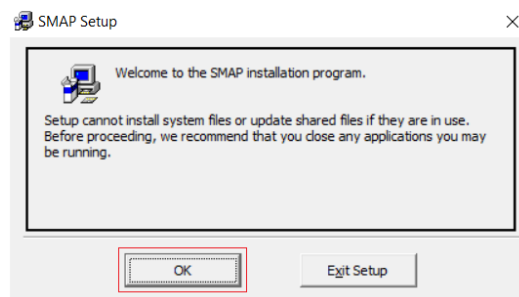 SMAP Setup
Welcome to the SMAP installation program.
Setup cannot install system files or update shared files if they are in use.
Before proceeding, we recommend that you close any applications you may
be running.
OK
Exit Setup